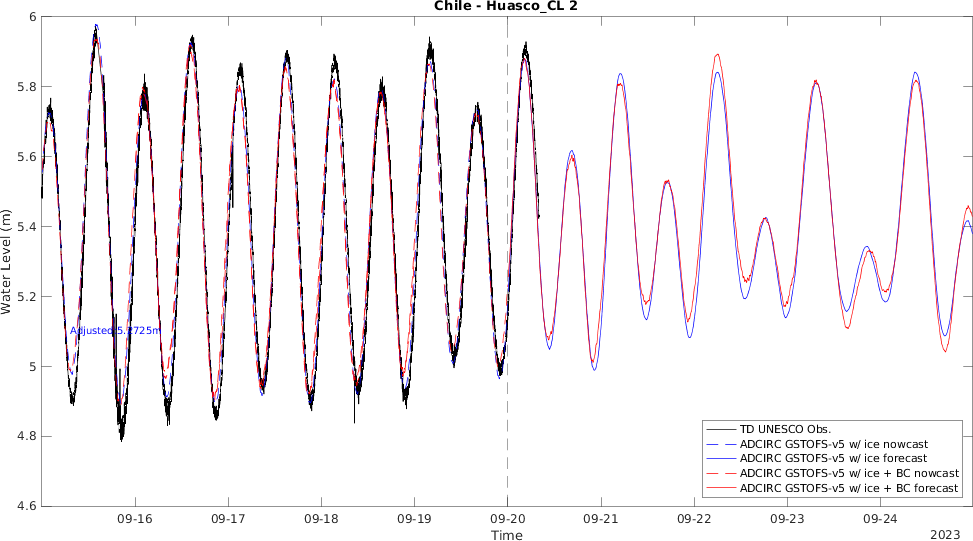 Chile - Huasco_CL 2
6
5.8
5.6
5.4
5.2
5
4.8
4.6
Water Level (m)
Adjusted 5.2725m
TD UNESCO Obs.
ADCIRC GSTOFS-v5 w/ ice nowcast
ADCIRC GSTOFS-v5 w/ ice forecast
ADCIRC GSTOFS-v5 w/ ice + BC nowcast
ADCIRC GSTOFS-v5 w/ ice + BC forecast
09-16 09-17 09-18 09-19 09-20 09-21 09-22 09-23 09-24
Time
2023